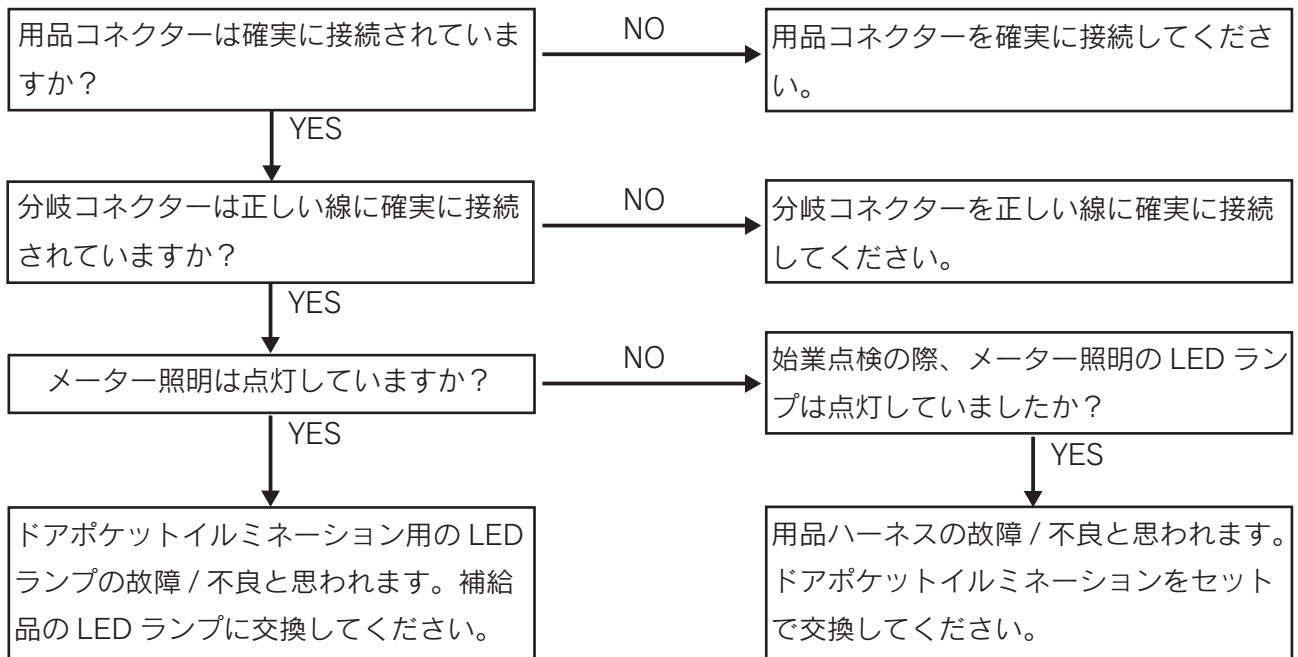 用品コネクターは確実に接続されていま
すか？
NO
用品コネクターを確実に接続してくださ
い。
YES
分岐コネクターは正しい線に確実に接続
されていますか？
NO
分岐コネクターを正しい線に確実に接続
してください。
YES
メーター照明は点灯していますか？
NO
始業点検の際、メーター照明の LED ラン
プは点灯していましたか？
YES
YES
ドアポケットイルミネーション用の LED
ランプの故障 / 不良と思われます。補給
品の LED ランプに交換してください。
用品ハーネスの故障 / 不良と思われます。
ドアポケットイルミネーションをセット
で交換してください。